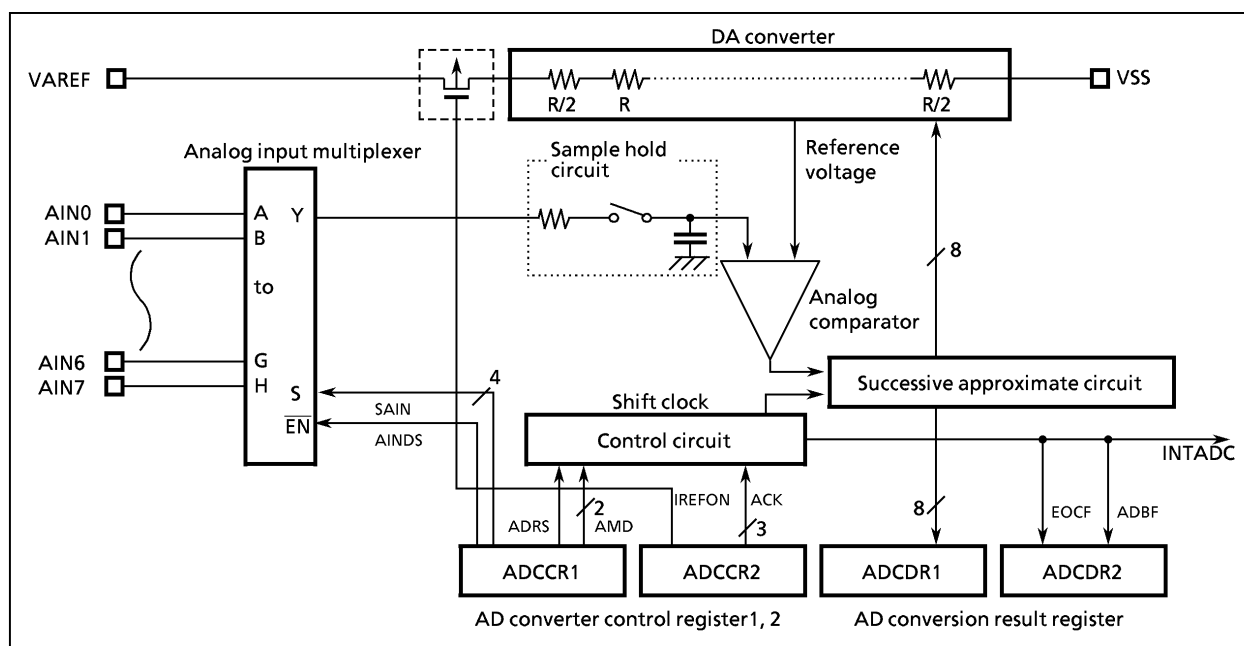 DA converter
VAREF
VSS
R/2
R
R/2
Analog input multiplexer
Sample hold
circuit
Reference
voltage
AIN0
A
Y
AIN1
B
8
to
Analog
comparator
AIN6
G
AIN7
H
S
4
Successive approximate circuit
SAIN
Shift clock
EN
AINDS
Control circuit
INTADC
IREFON
ACK
2
8
ADRS
AMD
3
EOCF
ADBF
ADCCR1
ADCCR2
ADCDR1
ADCDR2
AD converter control register1, 2
AD conversion result register